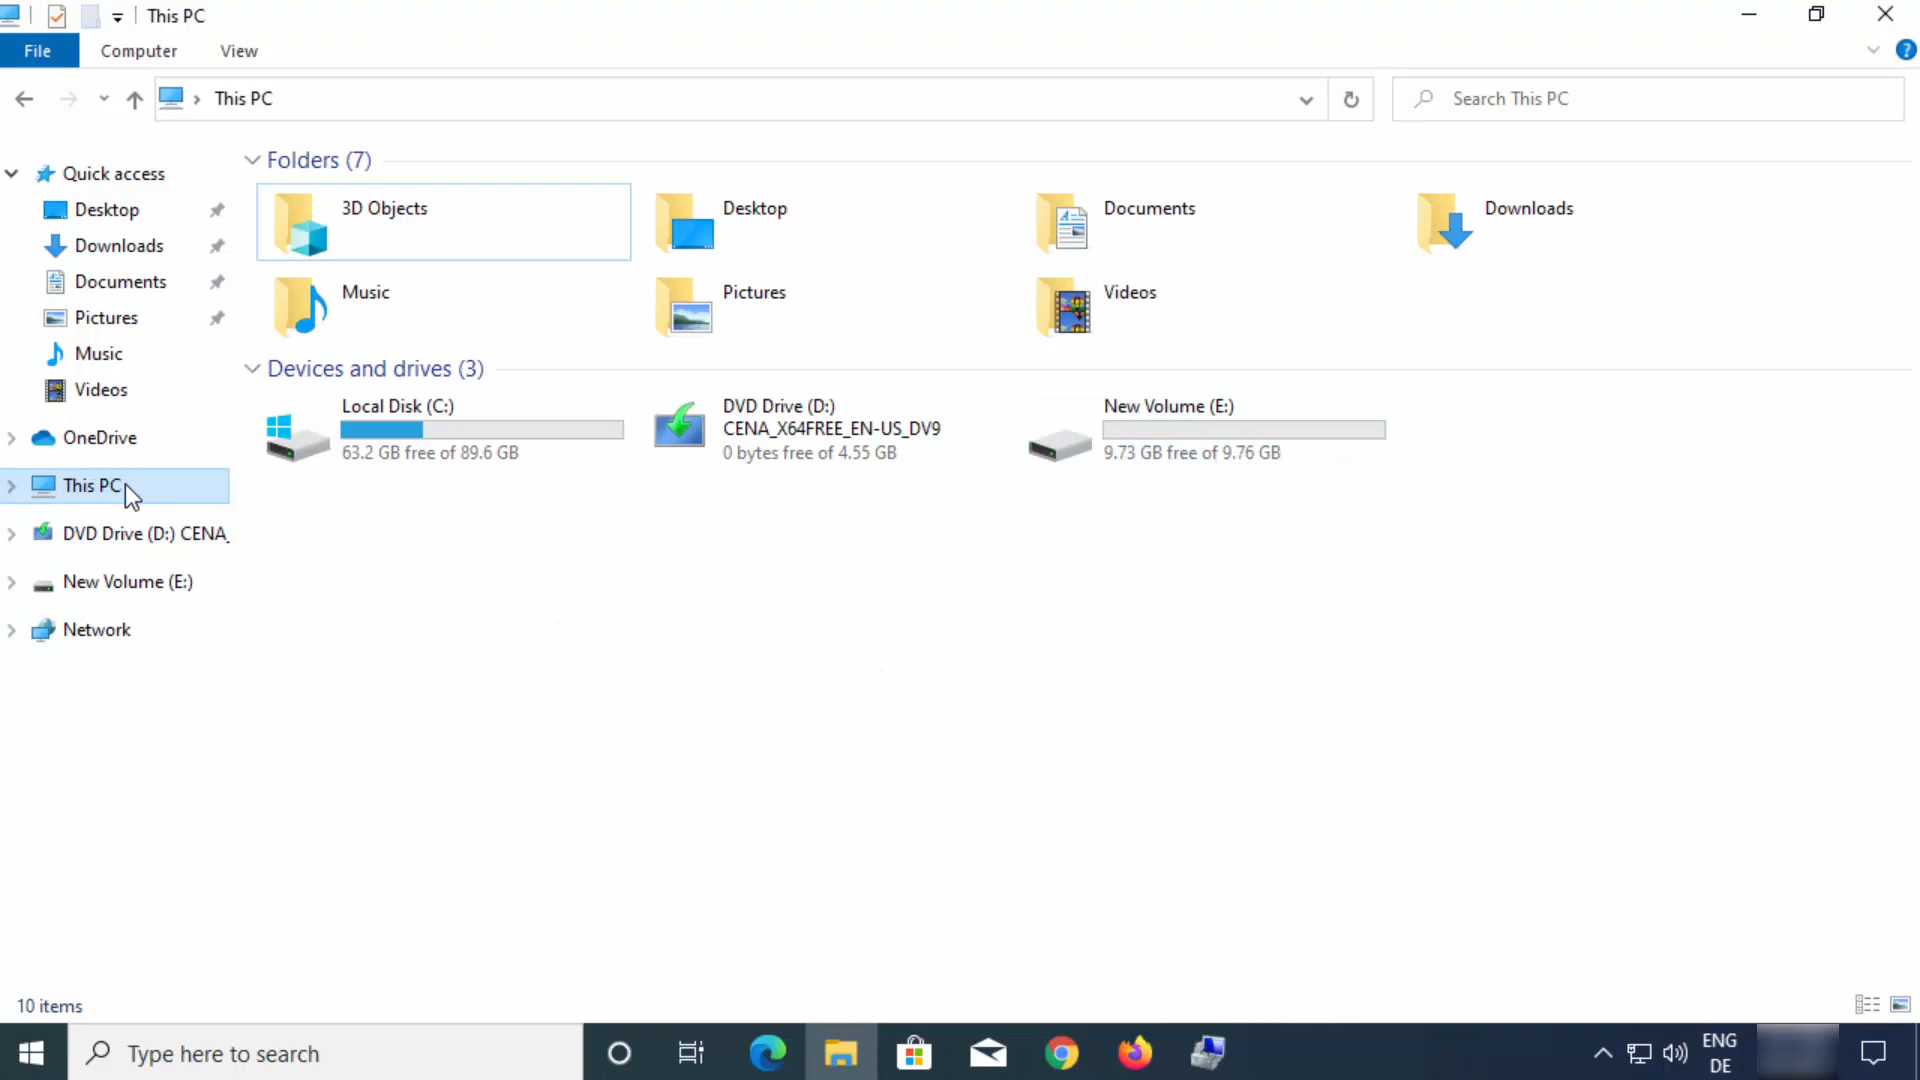 This PC
File Computer View
This PC
Search This PC
Quick access
Desktop
Downloads
Documents
Pictures
Music
Videos
OneDrive
This PC
DVD Drive (D:) CENA_
New Volume (E:)
Network
Folders (7)
3D Objects
Desktop
Documents
Downloads
Music
Pictures
Videos
Devices and drives (3)
Local Disk (C:)
63.2 GB free of 89.6 GB
DVD Drive (D:)
CENA_X64FREE_EN-US_DV9
0 bytes free of 4.55 GB
New Volume (E:)
9.73 GB free of 9.76 GB
10 items
Type here to search
ENG
DE